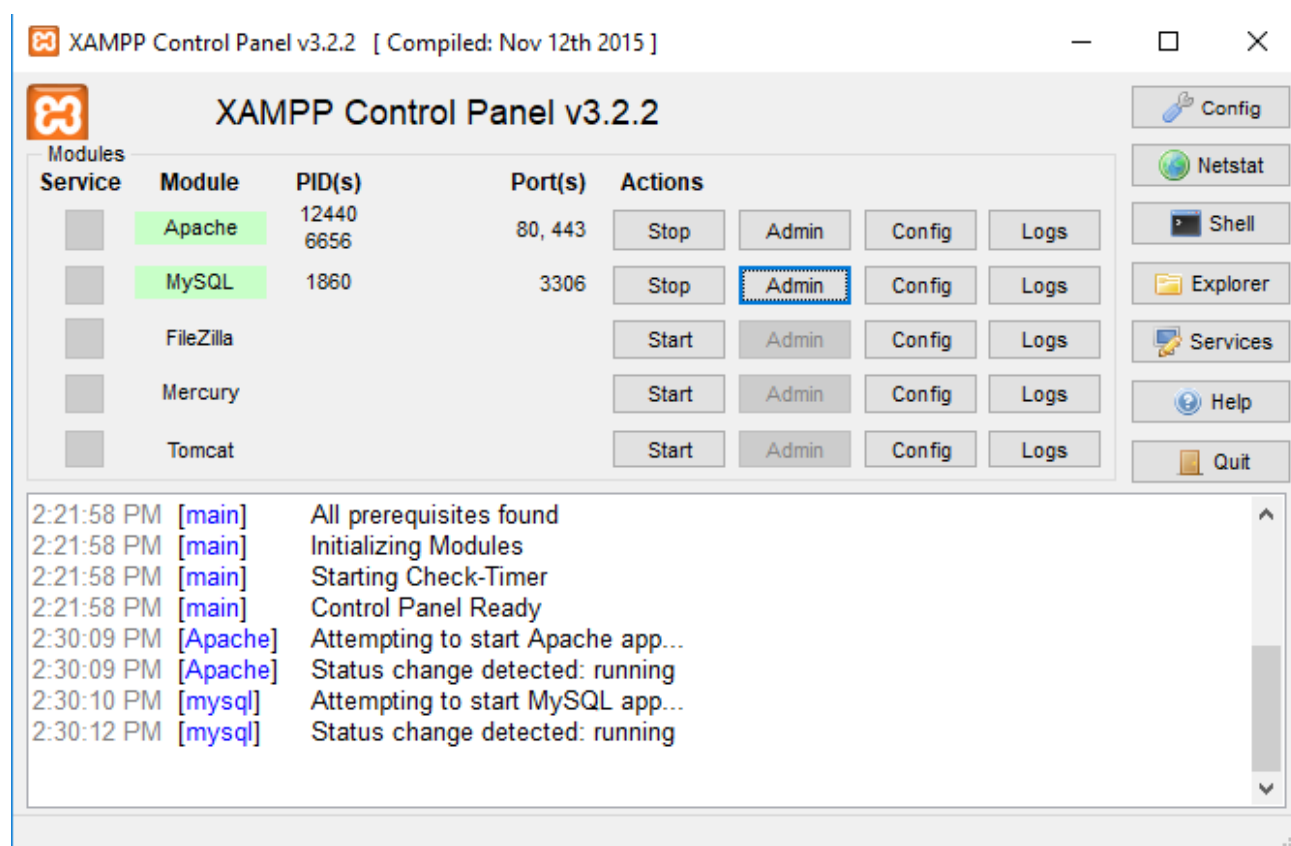 XAMPP Control Panel v3.2.2 [ Compiled: Nov 12th 2015 ]
XAMPP Control Panel v3.2.2
Config
Modules
Netstat
Service Module PID(s) Port(s) Actions
Apache 12440 6656 80, 443 Stop Admin Config Logs
Shell
MySQL 1860 3306 Stop Admin Config Logs
Explorer
FileZilla Start Admin Config Logs
Services
Mercury Start Admin Config Logs
Help
Tomcat Start Admin Config Logs
Quit
2:21:58 PM [main] All prerequisites found
2:21:58 PM [main] Initializing Modules
2:21:58 PM [main] Starting Check-Timer
2:21:58 PM [main] Control Panel Ready
2:30:09 PM [Apache] Attempting to start Apache app...
2:30:09 PM [Apache] Status change detected: running
2:30:10 PM [mysql] Attempting to start MySQL app...
2:30:12 PM [mysql] Status change detected: running